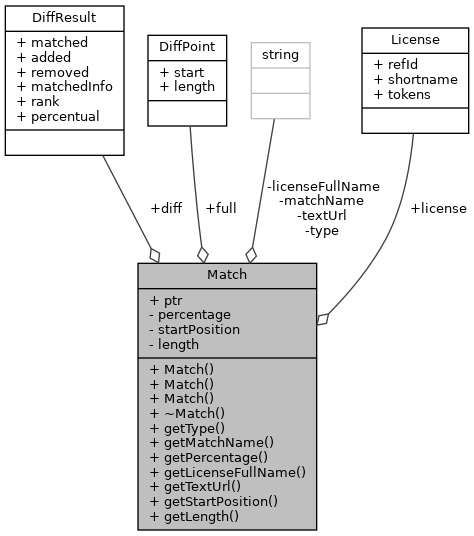 DiffResult
+ matched
+ added
+ removed
+ matchedInfo
+ rank
+ percentual
DiffPoint
+ start
+ length
string
License
+ refId
+ shortname
+ tokens
+diff
+full
-licenseFullName
-matchName
-textUrl
-type
+license
Match
+ ptr
- percentage
- startPosition
- length
+ Match()
+ Match()
+ Match()
+ ~Match()
+ getType()
+ getMatchName()
+ getPercentage()
+ getLicenseFullName()
+ getTextUrl()
+ getStartPosition()
+ getLength()